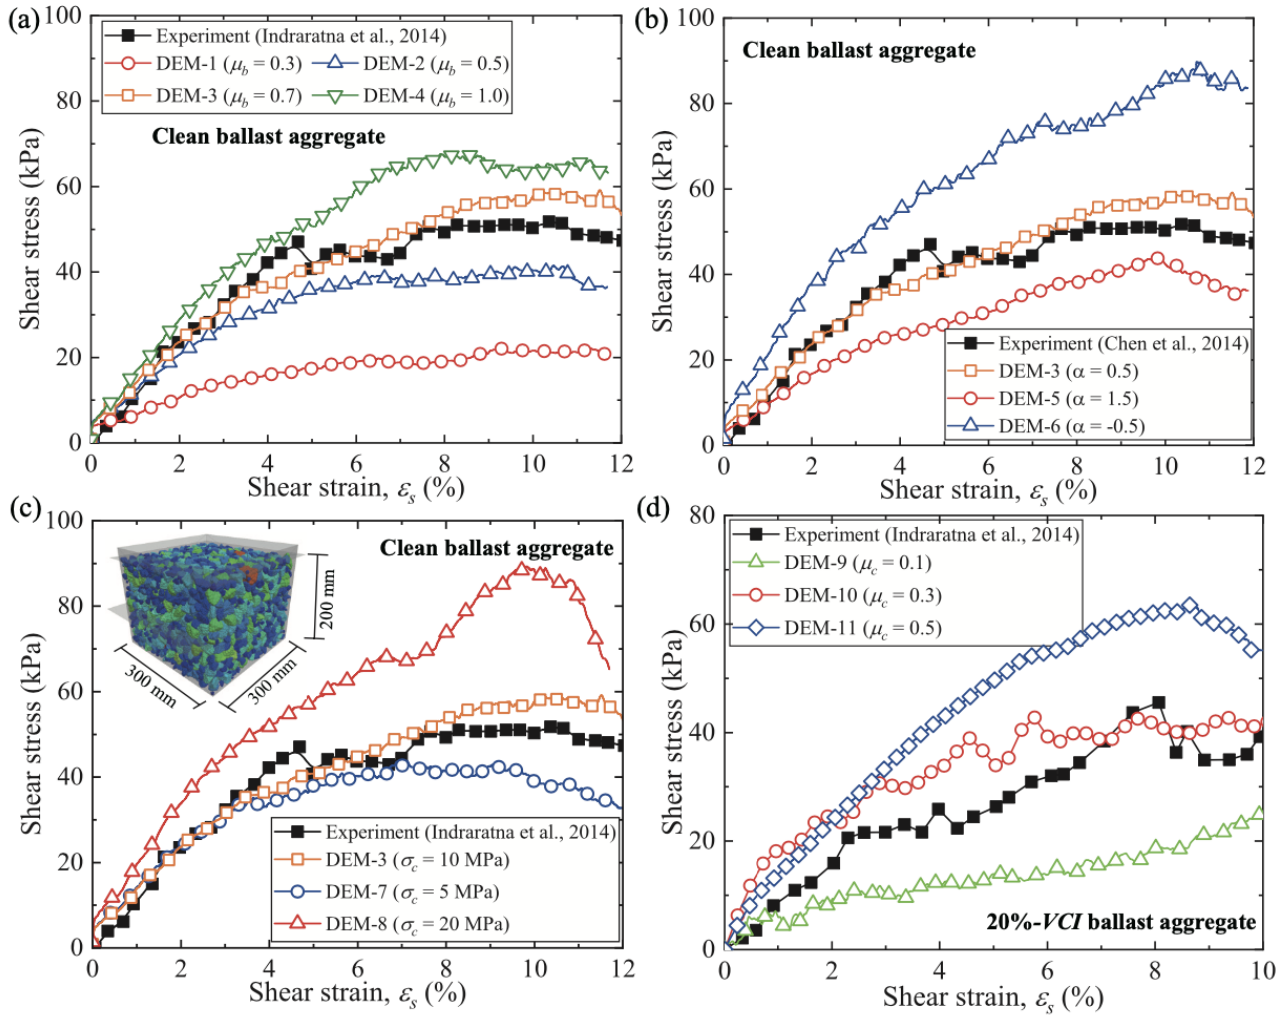 (a)
100
80
60
40
20
0
Shear stress (kPa)
Experiment (Indraratna et al., 2014)
DEM-1 (μb = 0.3) DEM-2 (μb = 0.5)
DEM-3 (μb = 0.7) DEM-4 (μb = 1.0)
Clean ballast aggregate
0 2 4 6 8 10 12
Shear strain, εs (%)
(b)
100
80
60
40
20
0
Shear stress (kPa)
Clean ballast aggregate
Experiment (Chen et al., 2014)
DEM-3 (α = 0.5)
DEM-5 (α = 1.5)
DEM-6 (α = -0.5)
0 2 4 6 8 10 12
Shear strain, εs (%)
(c)
100
80
60
40
20
0
Shear stress (kPa)
Clean ballast aggregate
200 mm
300 mm
300 mm
Experiment (Indraratna et al., 2014)
DEM-3 (σc = 10 MPa)
DEM-7 (σc = 5 MPa)
DEM-8 (σc = 20 MPa)
0 2 4 6 8 10 12
Shear strain, εs (%)
(d)
80
60
40
20
0
Shear stress (kPa)
Experiment (Indraratna et al., 2014)
DEM-9 (μc = 0.1)
DEM-10 (μc = 0.3)
DEM-11 (μc = 0.5)
20%-VCI ballast aggregate
0 2 4 6 8 10
Shear strain, εs (%)